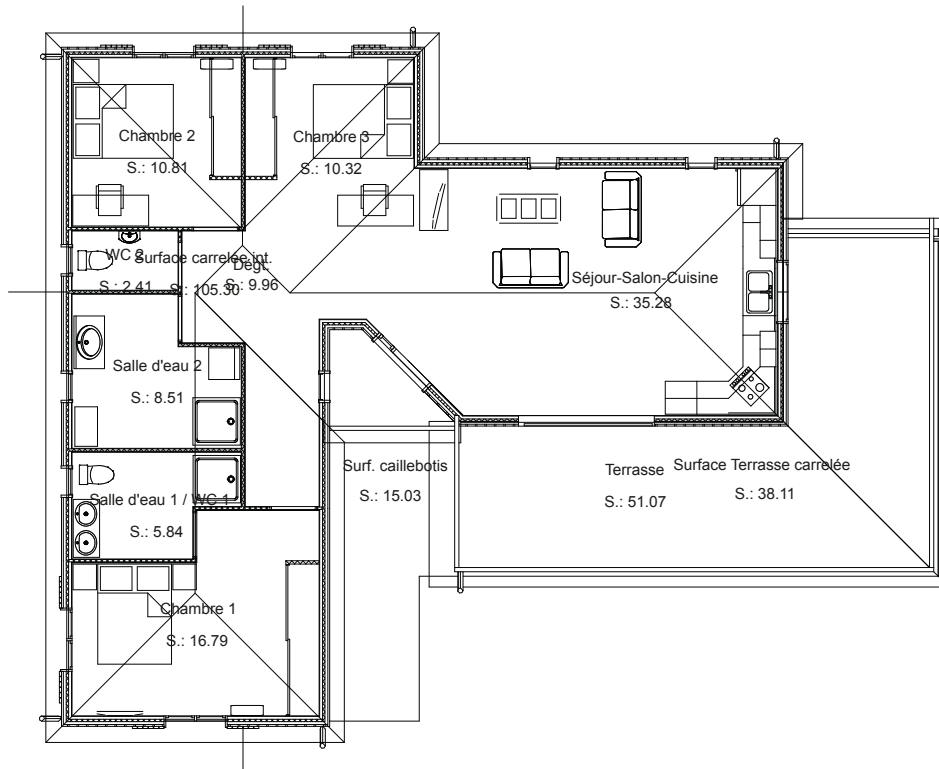 Chambre 2
S.: 10.81
Chambre 3
S.: 10.32
WC 2
S.: 2.41
Surface carrelée int.
S.: 105.30
Dégt.
S.: 9.96
Séjour-Salon-Cuisine
S.: 35.28
Salle d'eau 2
S.: 8.51
Surf. caillebotis
S.: 15.03
Terrasse
S.: 51.07
Surface Terrasse carrelée
S.: 38.11
Salle d'eau 1 / WC 1
S.: 5.84
Chambre 1
S.: 16.79